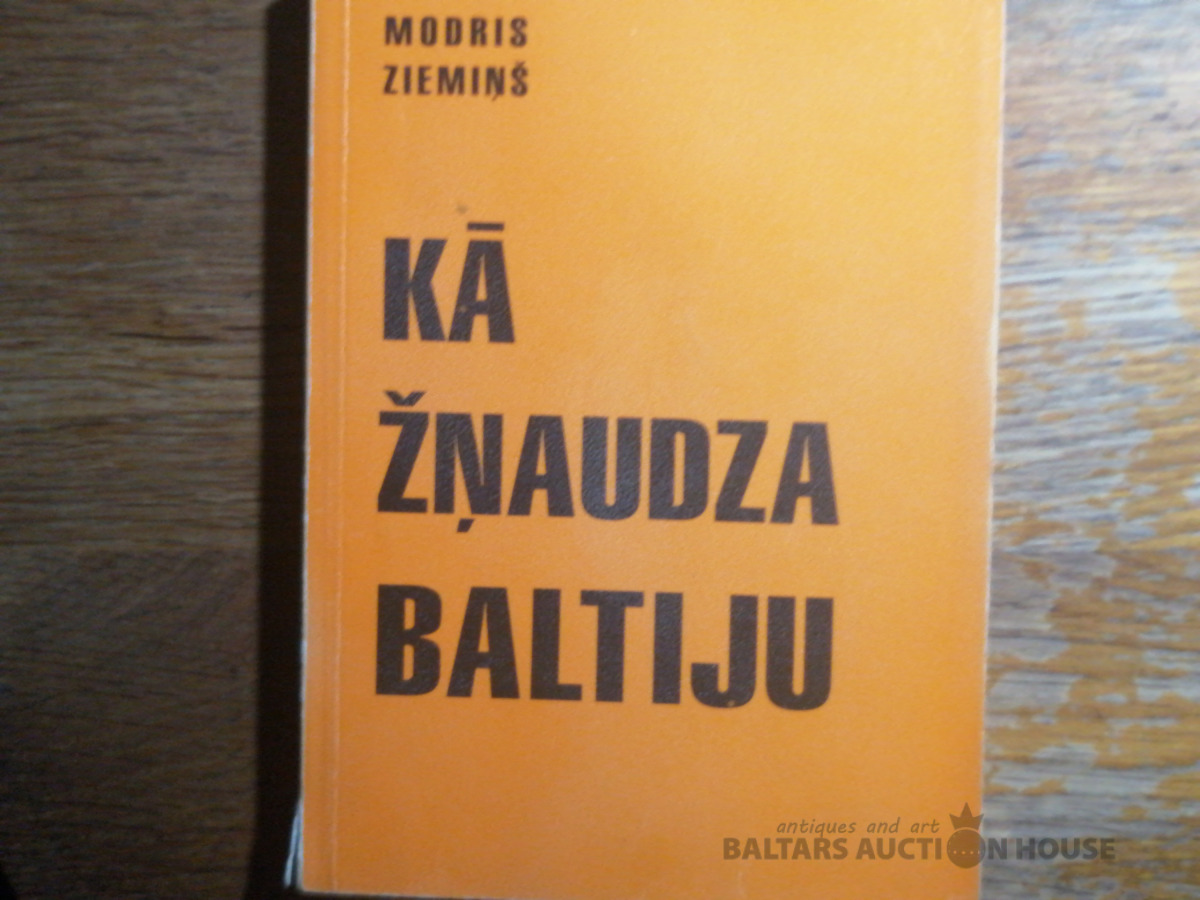 MODRIS
ZIEMIŅŠ
KĀ
ŽŅAUDZA
BALTIJU
antiques and art
BALTARS AUCTION HOUSE